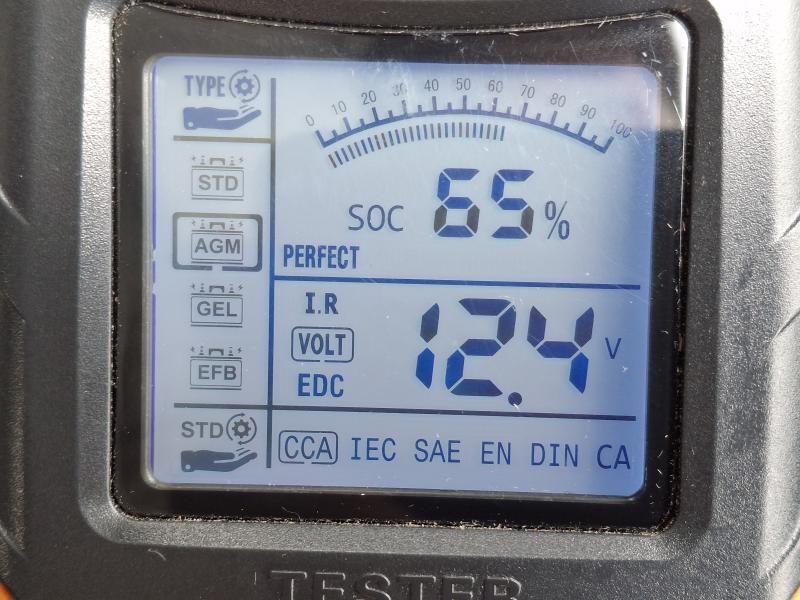 TYPE
STD
AGM
GEL
EFB
STD
0 10 20 30 40 50 60 70 80 90 100
SOC 65%
PERFECT
I.R
VOLT
EDC
12.4 V
CCA IEC SAE EN DIN CA
TESTER